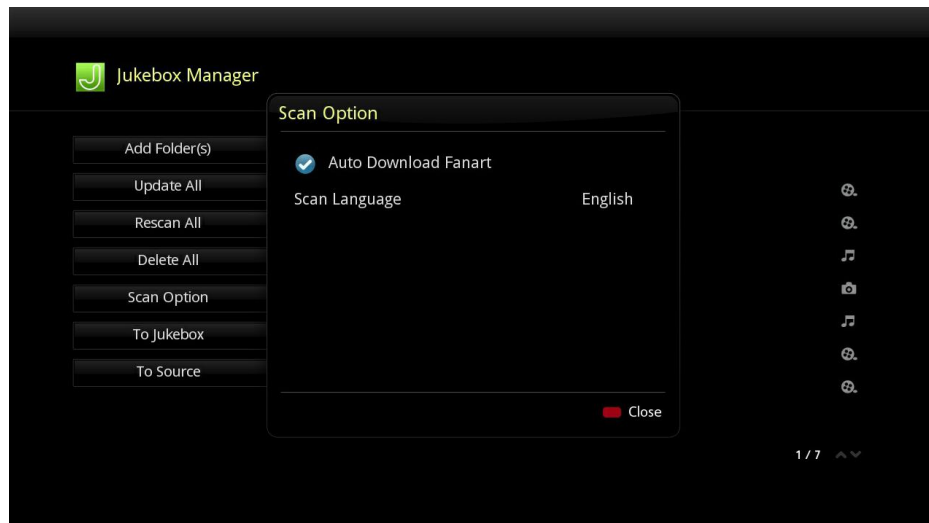 Jukebox Manager
Scan Option
Add Folder(s)
Update All
Rescan All
Delete All
Scan Option
To Jukebox
To Source
Auto Download Fanart
Scan Language English
Close
1 / 7